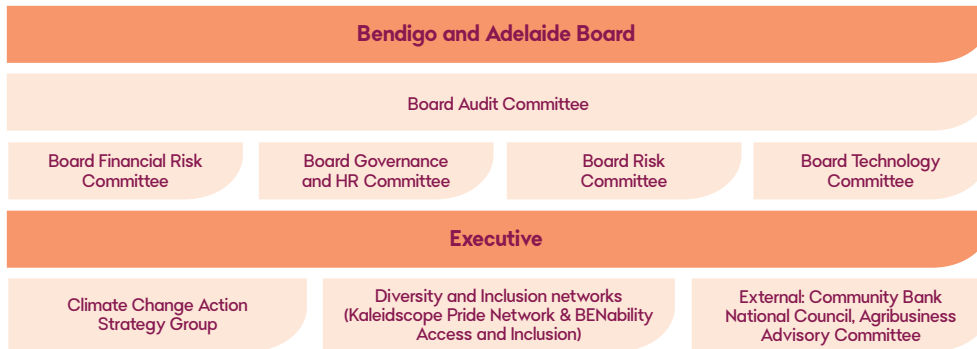 Bendigo and Adelaide Board
Board Audit Committee
Board Financial Risk
Committee
Board Governance
and HR Committee
Board Risk
Committee
Board Technology
Committee
Executive
Climate Change Action
Strategy Group
Diversity and Inclusion networks
(Kaleidscope Pride Network & BENability
Access and Inclusion)
External: Community Bank
National Council, Agribusiness
Advisory Committee